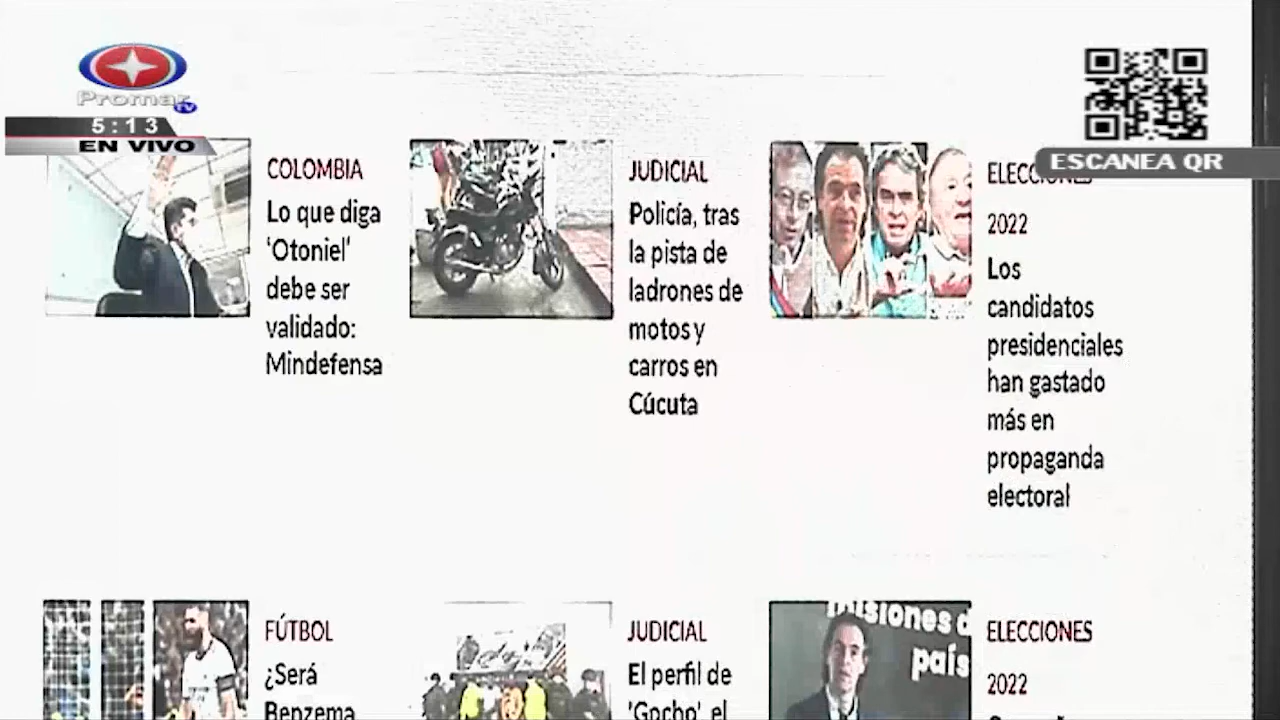 Promar
TV
5:13
EN VIVO
ESCANEA QR
COLOMBIA
Lo que diga
'Otoniel'
debe ser
validado:
Mindefensa
JUDICIAL
Policía, tras
la pista de
ladrones de
motos y
carros en
Cúcuta
ELECCIONES
2022
Los
candidatos
presidenciales
han gastado
más en
propaganda
electoral
FÚTBOL
¿Será
Benzema
JUDICIAL
El perfil de
'Gocho', el
misiones d
país
ELECCIONES
2022